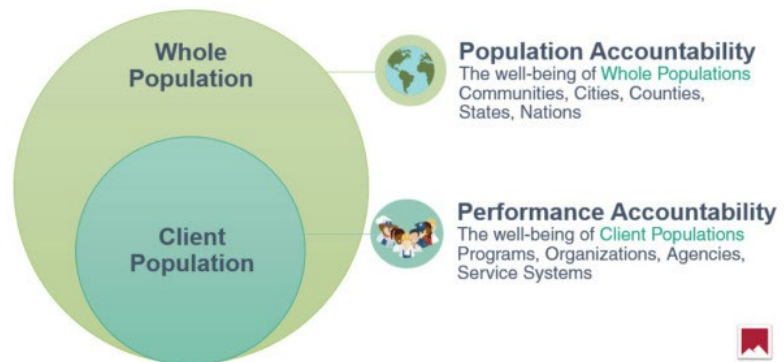 Whole
Population
Population Accountability
The well-being of Whole Populations
Communities, Cities, Counties,
States, Nations
Client
Population
Performance Accountability
The well-being of Client Populations
Programs, Organizations, Agencies,
Service Systems